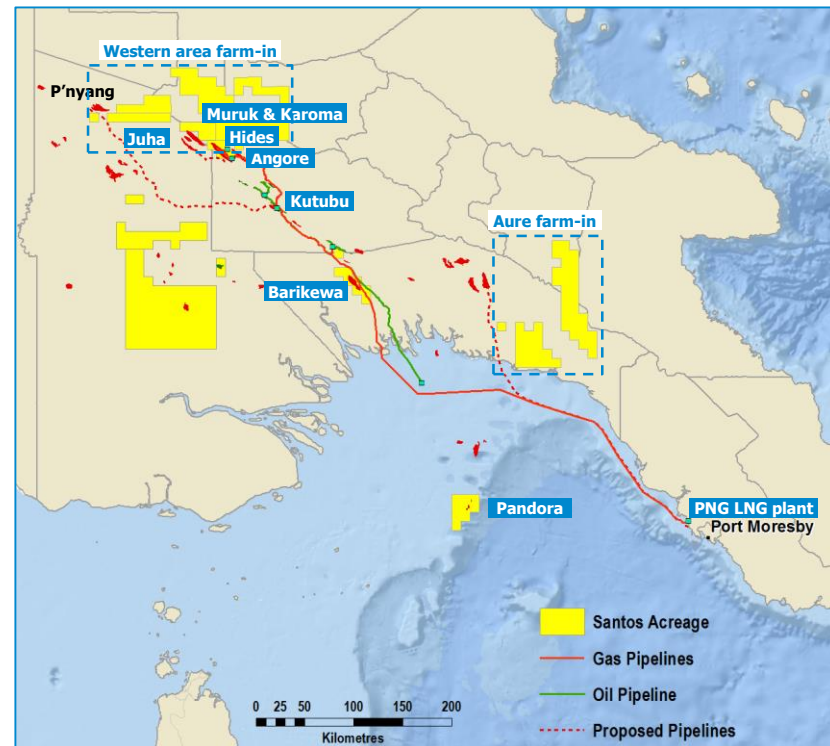 Western area farm-in
P'nyang
Muruk & Karoma
Juha
Hides
Angore
Kutubu
Aure farm-in
Barikewa
Pandora
PNG LNG plant
Port Moresby
Santos Acreage
Gas Pipelines
Oil Pipeline
Proposed Pipelines
0 25 50 100 150 200
Kilometres